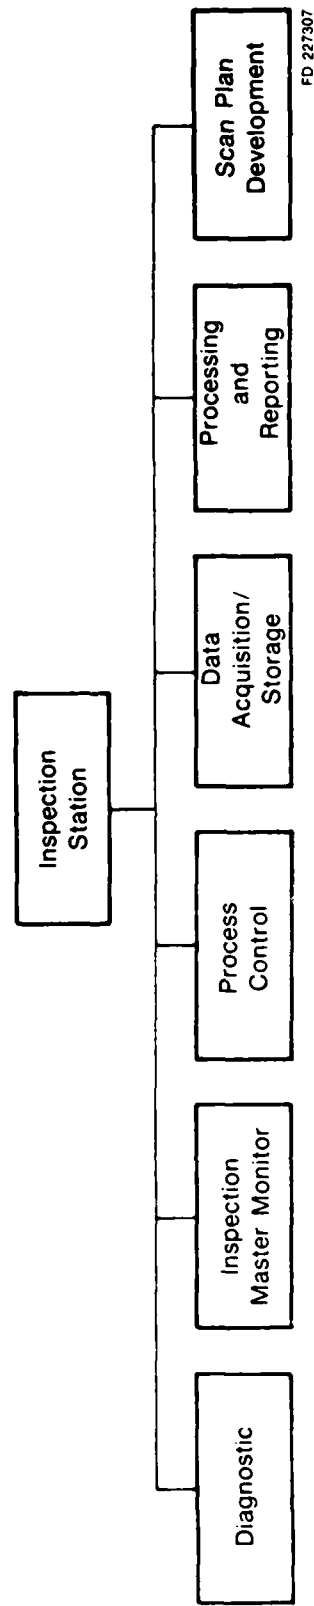 Inspection
Station
Diagnostic
Inspection
Master Monitor
Process
Control
Data
Acquisition/
Storage
Processing
and
Reporting
Scan Plan
Development
FD 227307